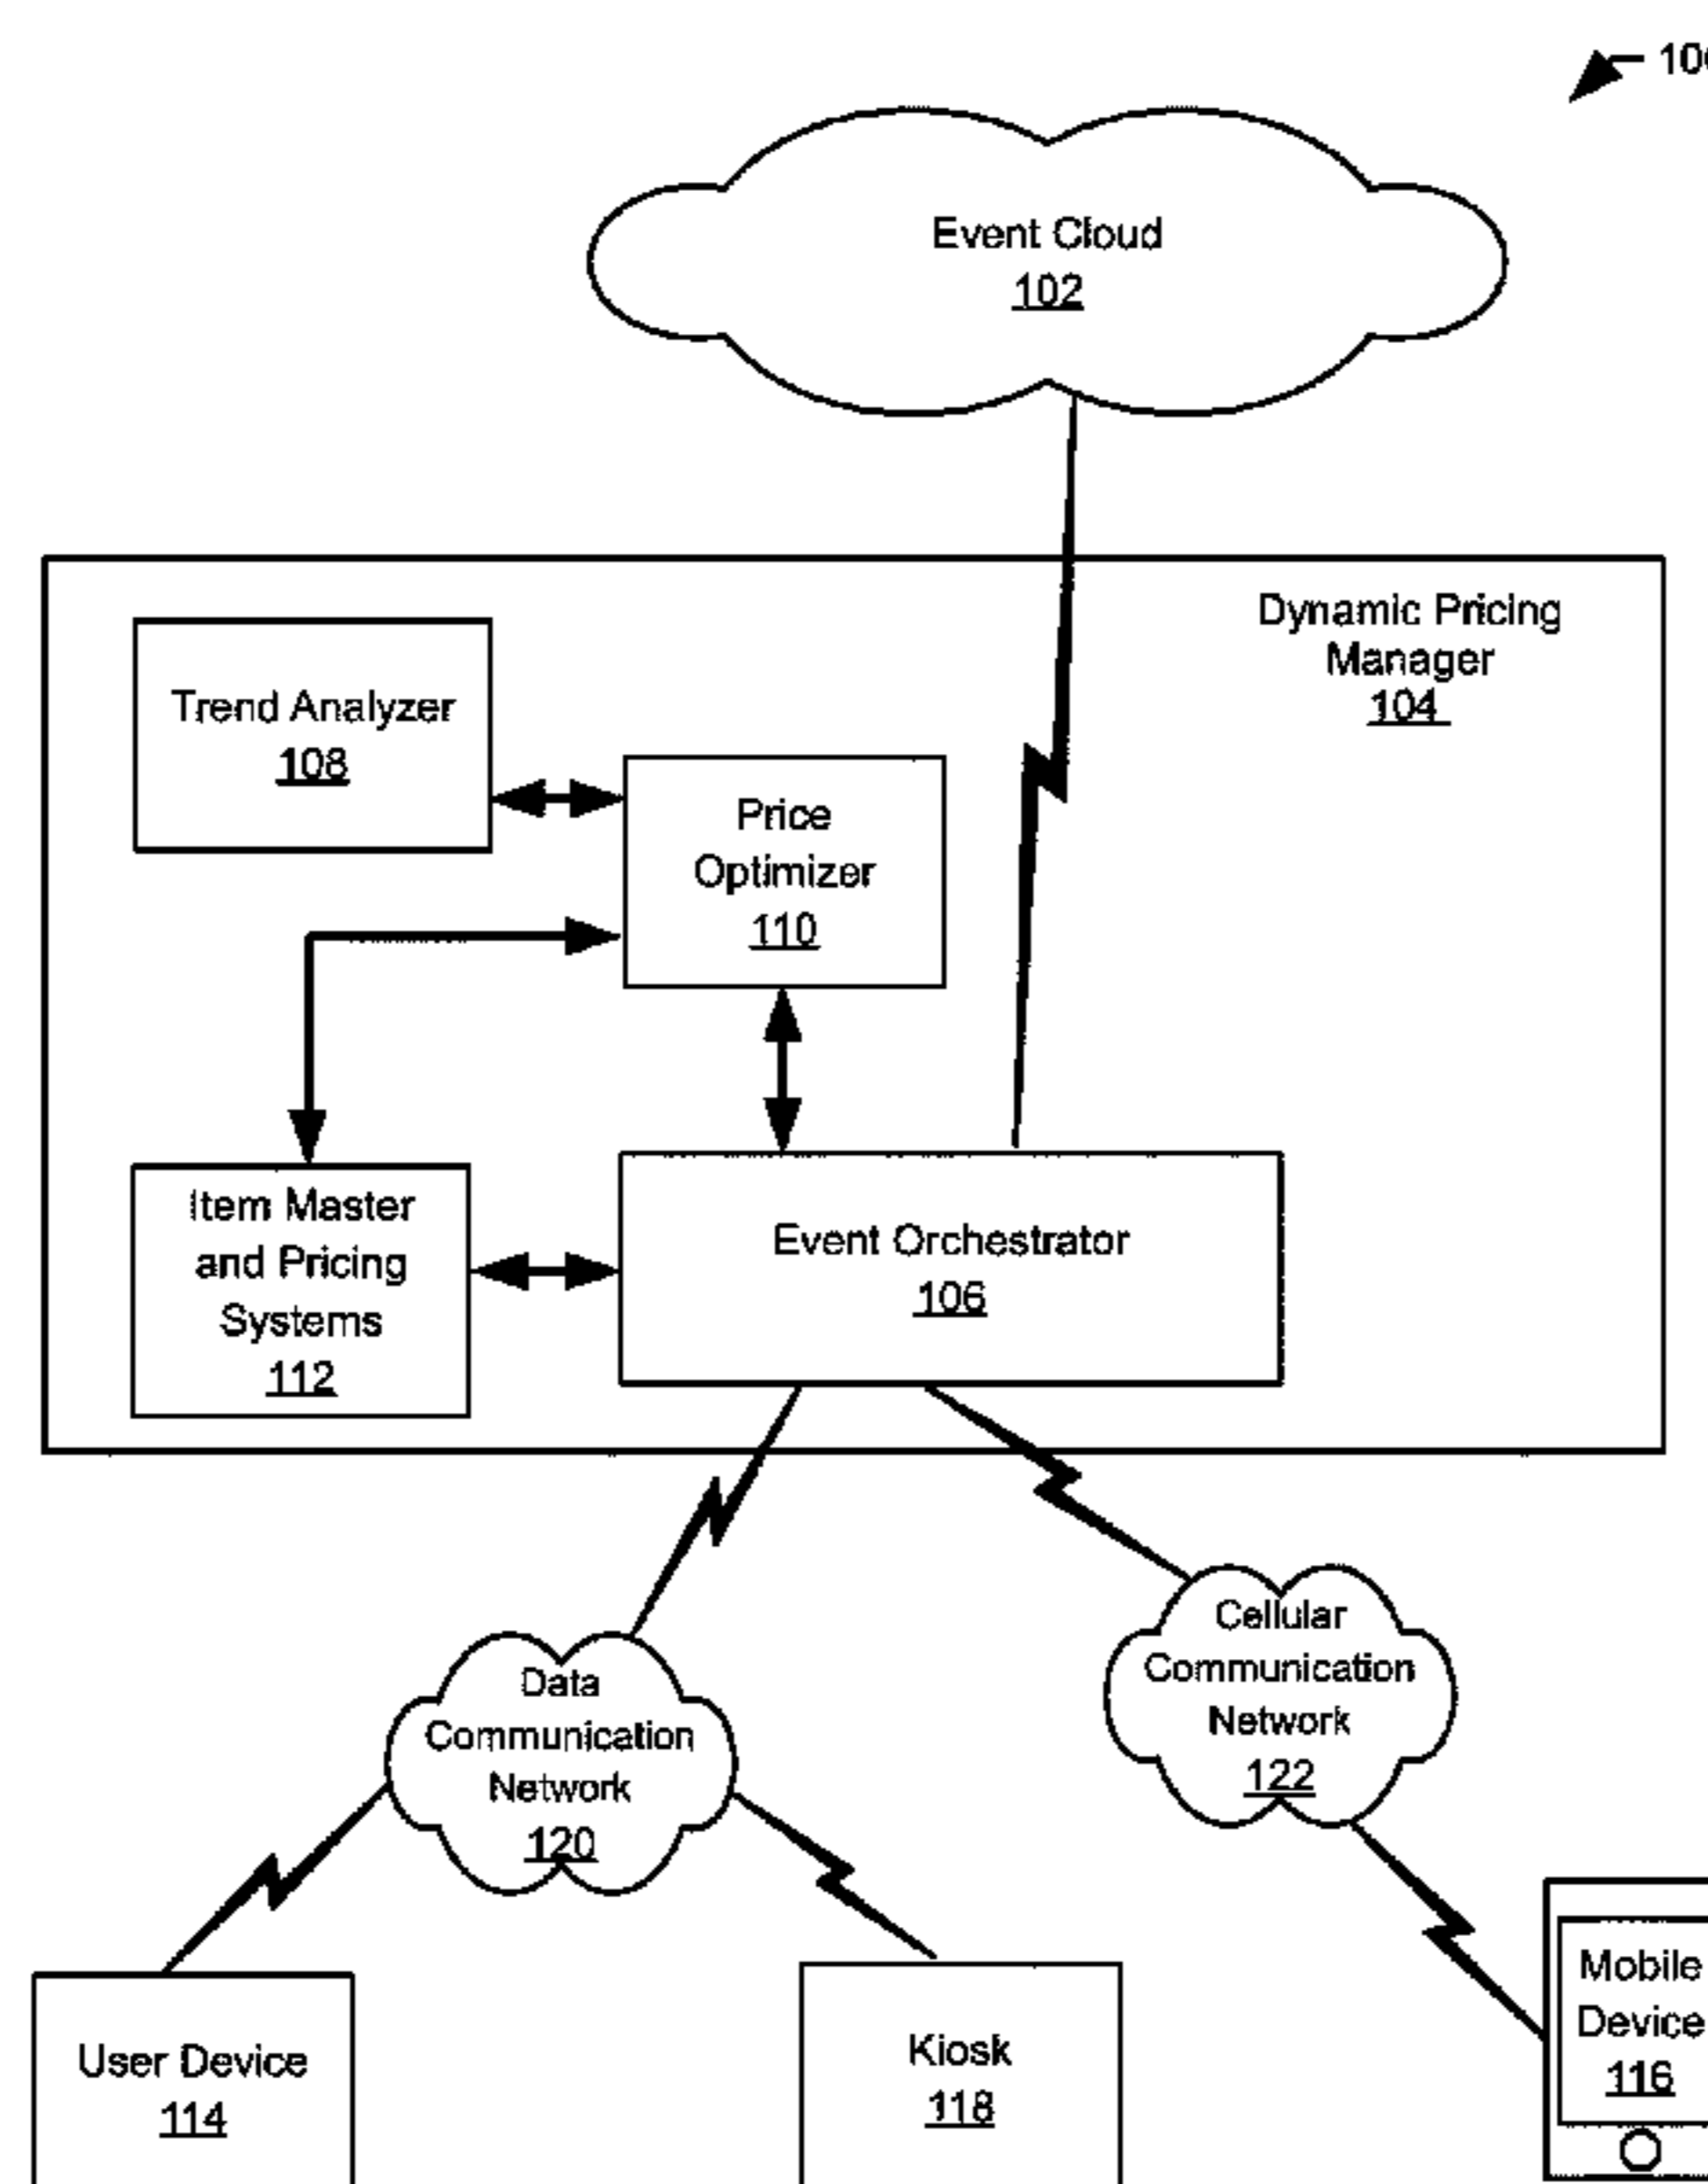 Event Cloud
102
Dynamic Pricing
Manager
104
Trend Analyzer
108
Price
Optimizer
110
Item Master
and Pricing
Systems
112
Event Orchestrator
106
Cellular
Communication
Network
122
Data
Communication
Network
120
Mobile
Device
116
User Device
114
Kiosk
118